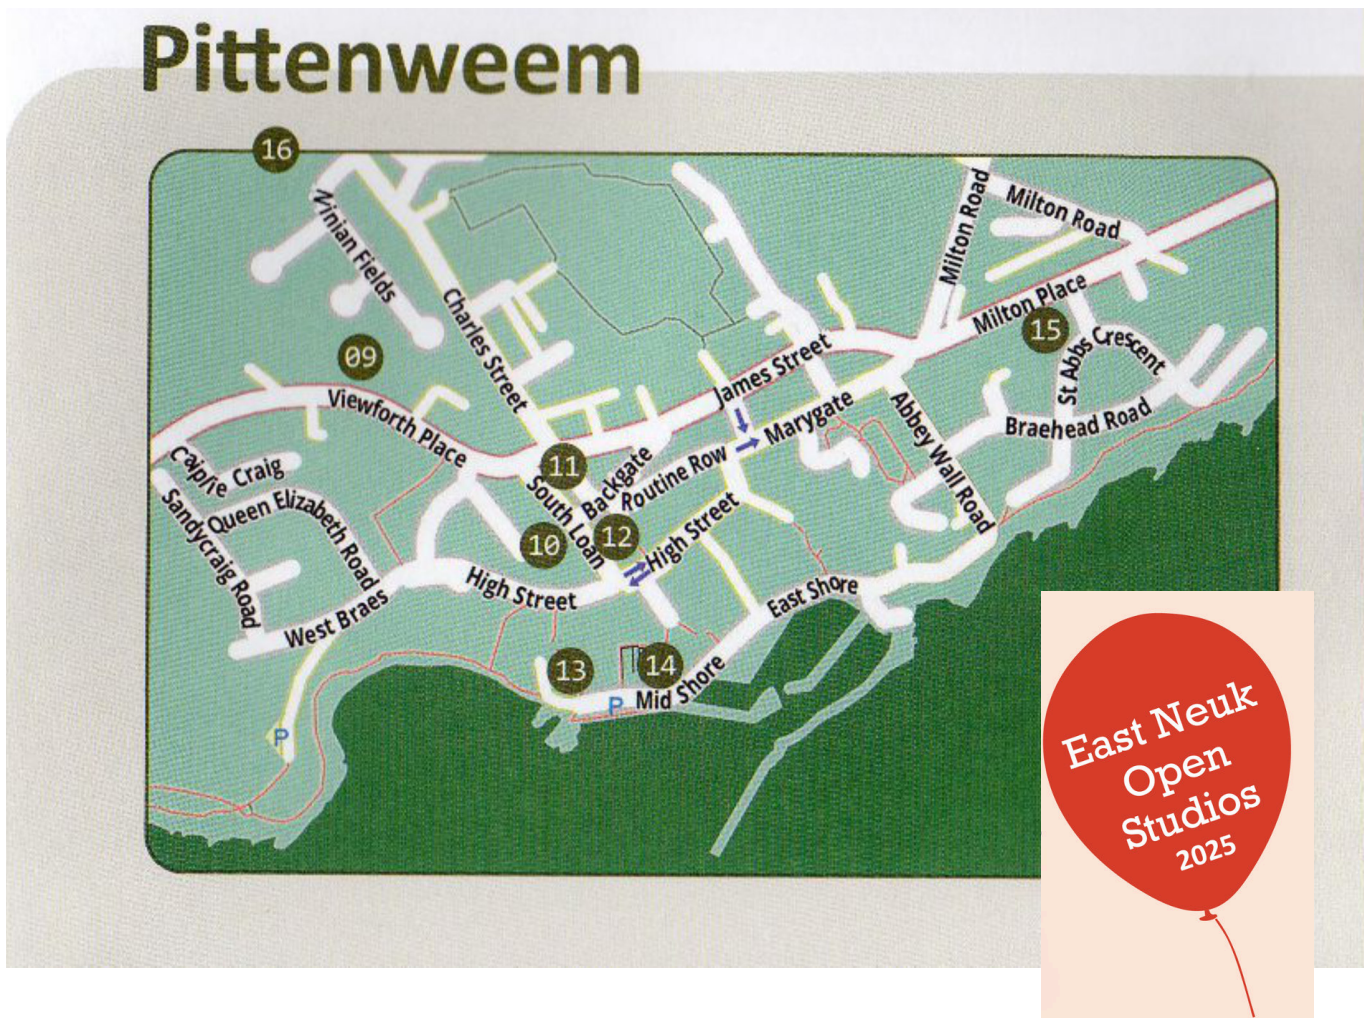 Pittenweem
16
Ninian Fields
Milton Road
Milton Road
Charles Street
Milton Place
15
St Abbs Crescent
09
Viewforth Place
James Street
Marygate
Abbey Wall Road
Braehead Road
Caiplie Craig
11
Backgate
Routine Row
Sandycraig Road
Queen Elizabeth Road
South Loan
10
12
High Street
High Street
East Shore
West Braes
13
14
P
Mid Shore
P
East Neuk
Open
Studios
2025